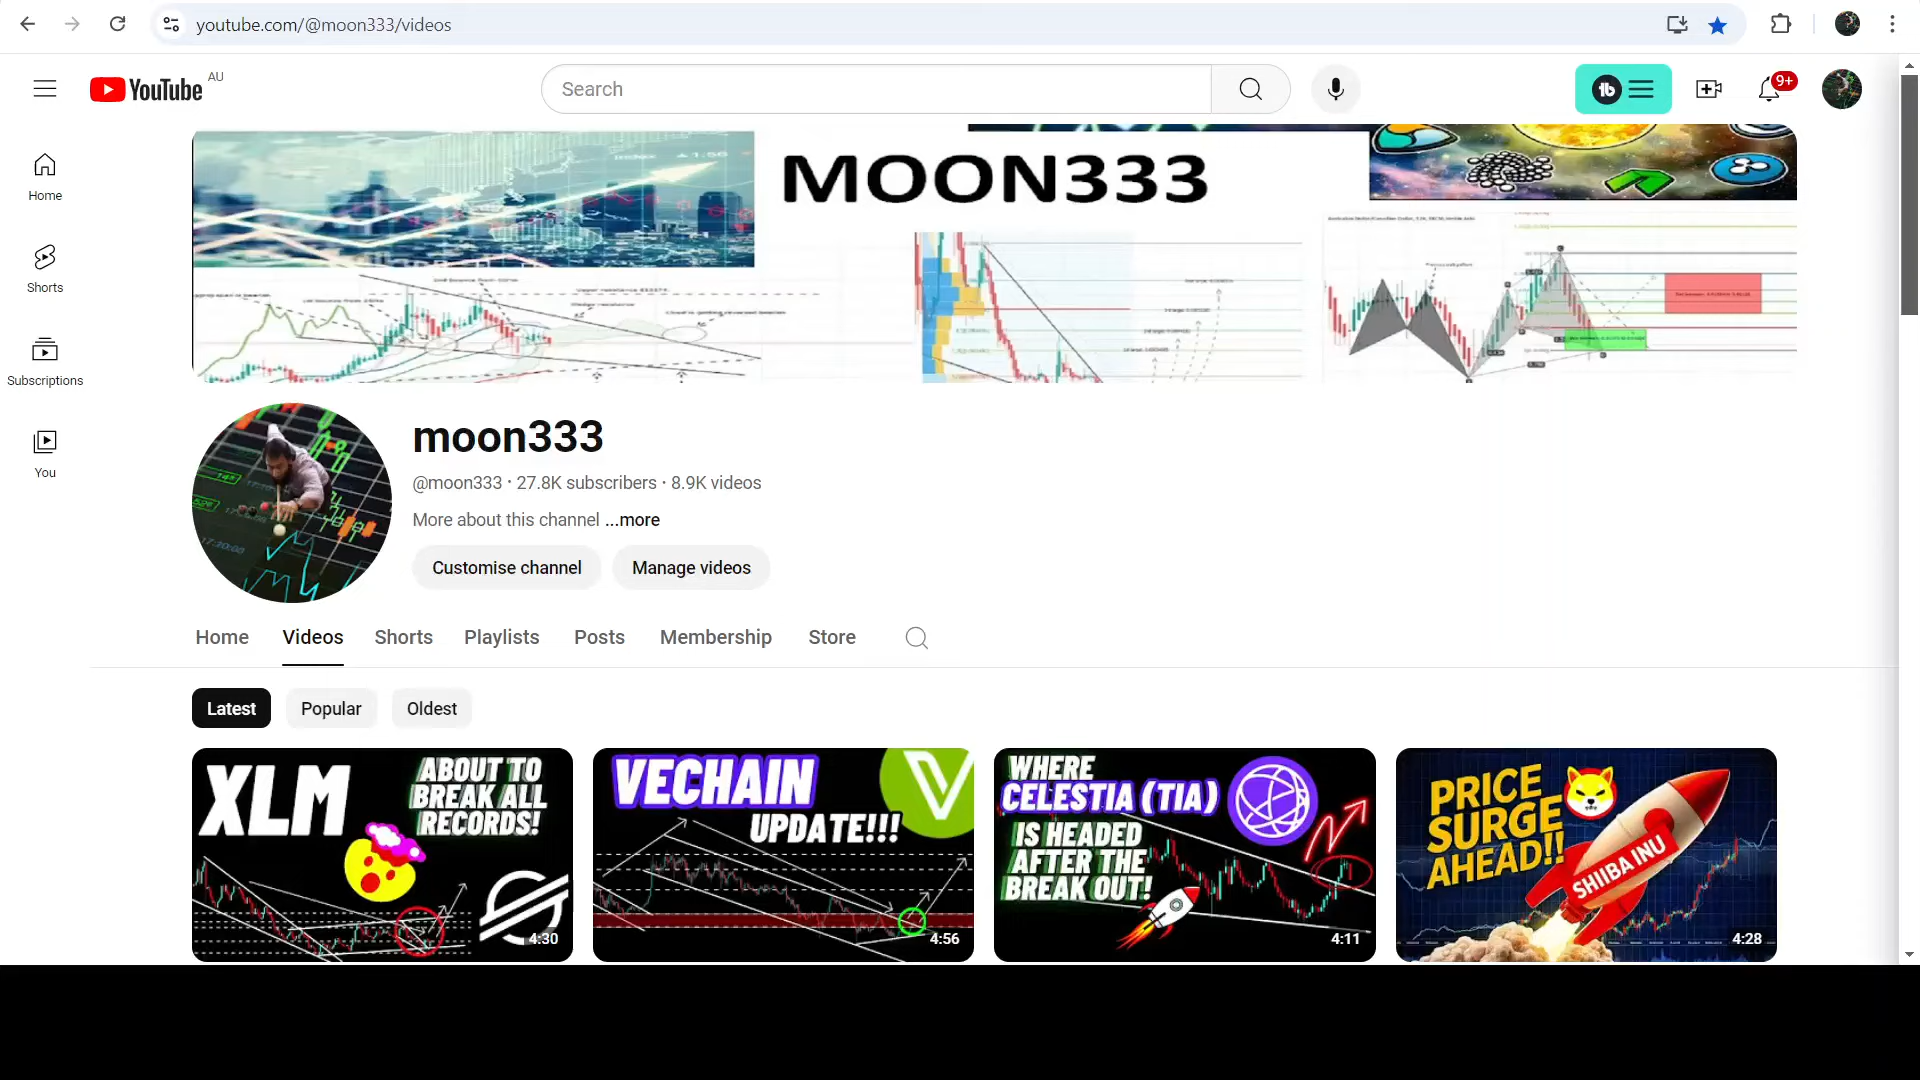 youtube.com/@moon333/videos
YouTube AU
Search
9+
Home
Shorts
Subscriptions
You
MOON333
moon333
@moon333 · 27.8K subscribers · 8.9K videos
More about this channel ...more
Customise channel
Manage videos
Home
Videos
Shorts
Playlists
Posts
Membership
Store
Latest
Popular
Oldest
XLM
ABOUT TO
BREAK ALL
RECORDS!
4:30
VECHAIN
UPDATE!!!
4:56
WHERE
CELESTIA (TIA)
IS HEADED
AFTER THE
BREAK OUT!
4:11
PRICE
SURGE
AHEAD!!
SHIIBA INU
4:28